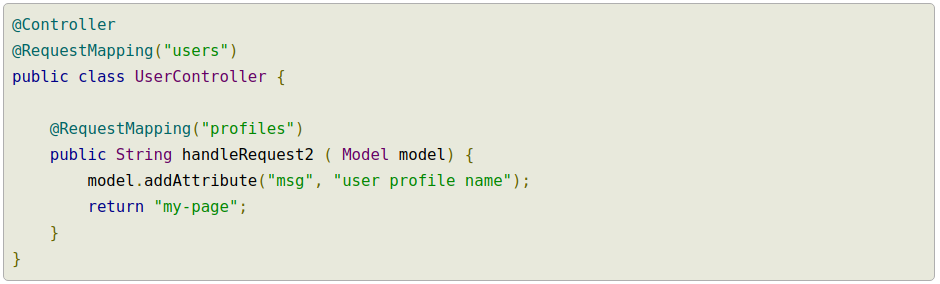 @Controller
@RequestMapping("users")
public class UserController {
@RequestMapping("profiles")
public String handleRequest2 ( Model model) {
model.addAttribute("msg", "user profile name");
return "my-page";
}
}